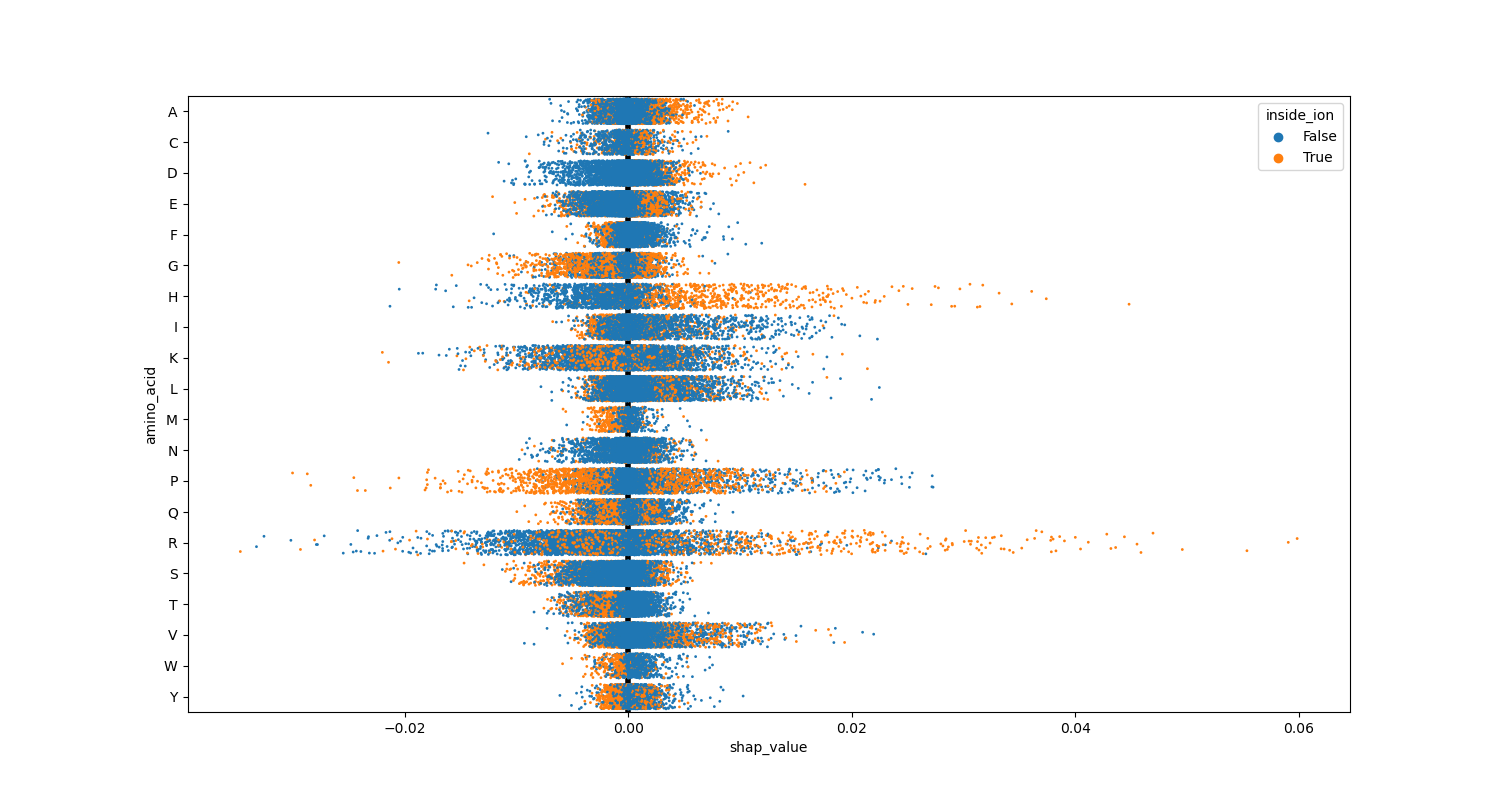 inside_ion
False
True
A
C
D
E
F
G
H
I
K
L
M
N
P
Q
R
S
T
V
W
Y
amino_acid
−0.02 0.00 0.02 0.04 0.06
shap_value